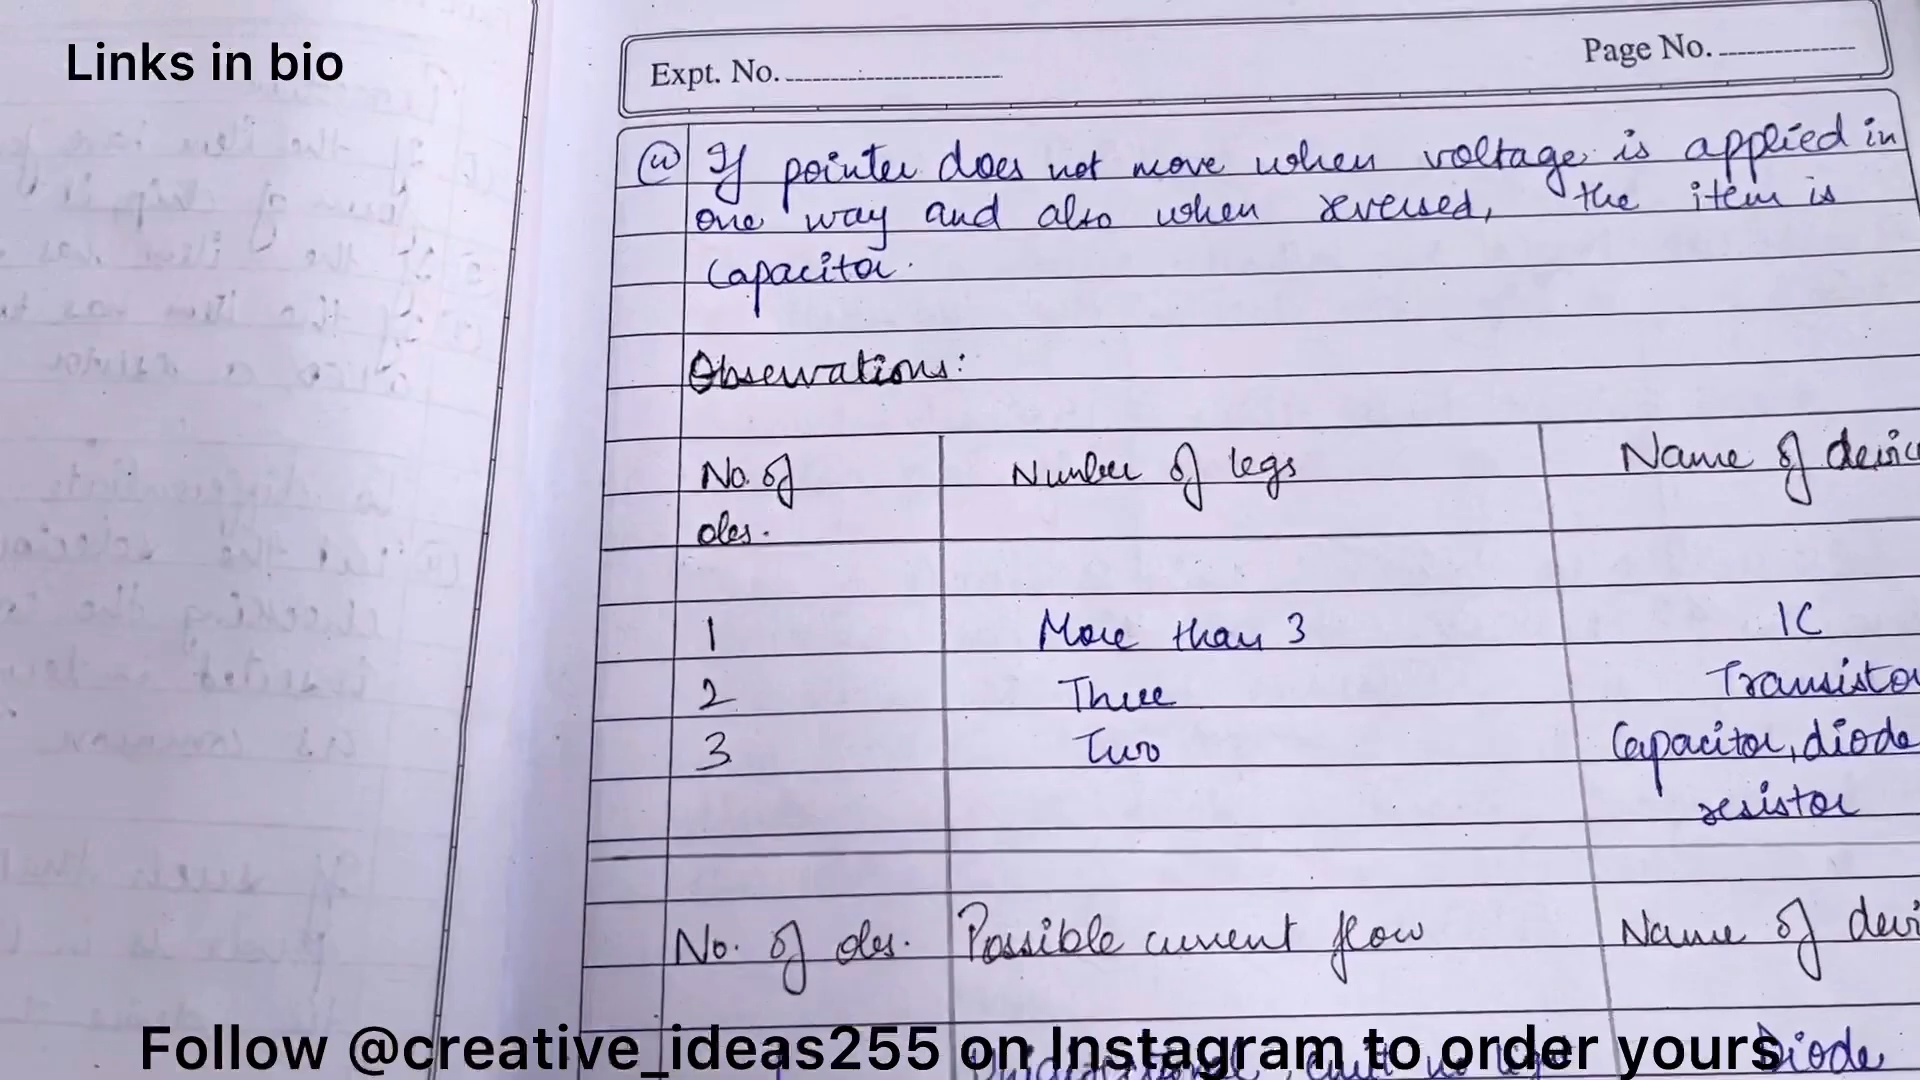 Links in bio
Expt. No.
Page No.
If pointer does not move when voltage is applied in
one way and also when reversed, the item is
capacitor.
Observations:
No. of obs.
Number of legs
Name of devic
1 More than 3 IC
2 Three Transisto
3 Two Capacitor, diode
resistor
No. of obs. Possible current flow Name of devi
Diode
Follow @creative_ideas255 on Instagram to order yours